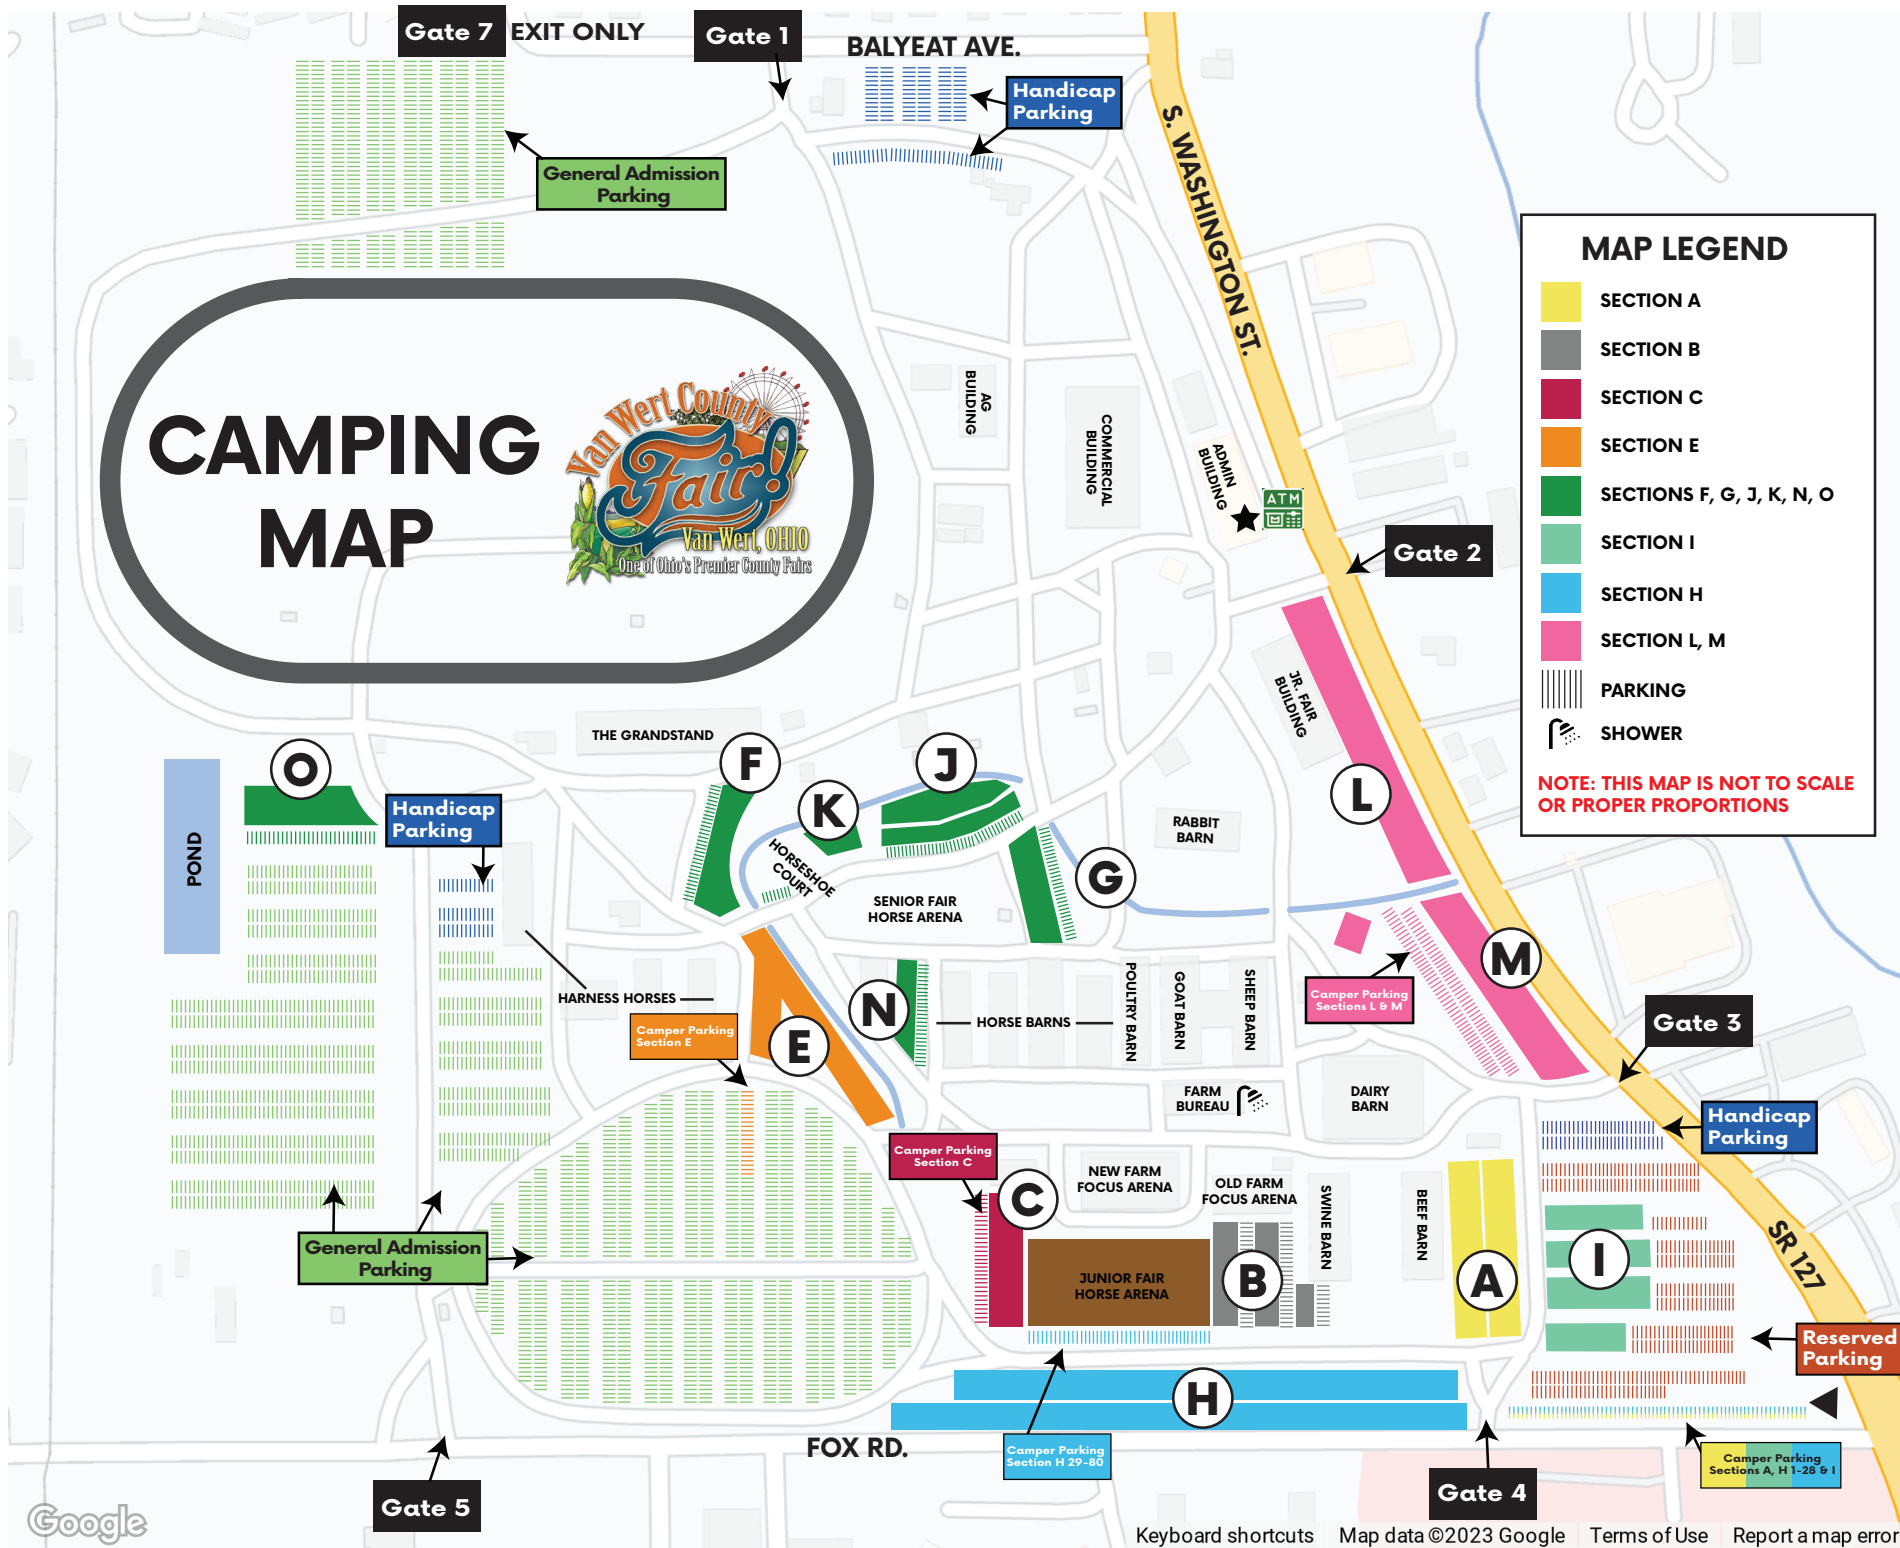 Gate 7
EXIT ONLY
Gate 1
BALYEAT AVE.
Handicap
Parking
General Admission
Parking
S. WASHINGTON ST.
MAP LEGEND
SECTION A
SECTION B
SECTION C
SECTION E
SECTIONS F, G, J, K, N, O
SECTION I
SECTION H
SECTION L, M
PARKING
SHOWER
NOTE: THIS MAP IS NOT TO SCALE
OR PROPER PROPORTIONS
CAMPING
MAP
Van Wert County
Fair!
Van Wert, OHIO
One of Ohio's Premier County Fairs
AG
BUILDING
COMMERCIAL
BUILDING
ADMIN
BUILDING
ATM
Gate 2
JR. FAIR
BUILDING
THE GRANDSTAND
O
F
K
J
L
G
Handicap
Parking
POND
HORSESHOE
COURT
SENIOR FAIR
HORSE ARENA
RABBIT
BARN
M
HARNESS HORSES
Camper Parking
Section E
E
N
HORSE BARNS
POULTRY BARN
GOAT BARN
SHEEP BARN
Camper Parking
Sections L & M
Gate 3
FARM
BUREAU
DAIRY
BARN
Handicap
Parking
Camper Parking
Section C
C
NEW FARM
FOCUS ARENA
OLD FARM
FOCUS ARENA
SWINE BARN
BEEF BARN
General Admission
Parking
JUNIOR FAIR
HORSE ARENA
B
A
I
SR 127
Reserved
Parking
H
FOX RD.
Camper Parking
Section H 29-80
Camper Parking
Sections A, H 1-28 & I
Gate 5
Gate 4
Google
Keyboard shortcuts
Map data ©2023 Google
Terms of Use
Report a map error